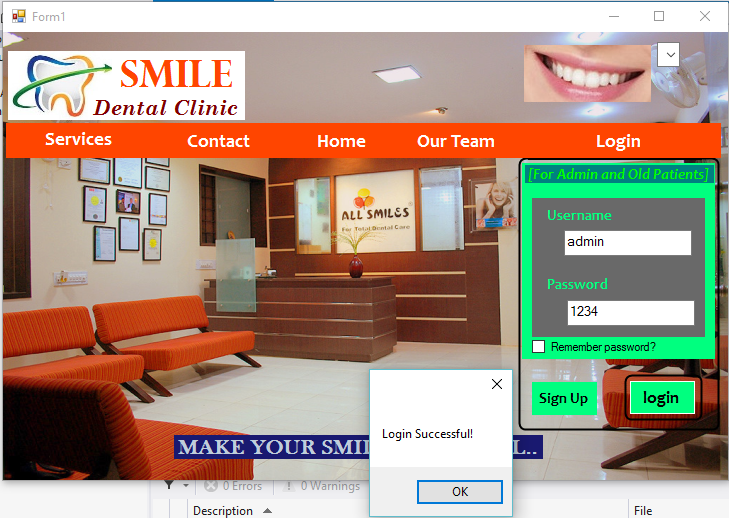 Form1
SMILE
Dental Clinic
Services Contact Home Our Team Login
[For Admin and Old Patients]
ALL SMILES
For Total Dental Care
Username
admin
Password
1234
Remember password?
Sign Up login
Login Successful!
MAKE YOUR SMI L..
OK
0 Errors 0 Warnings
Description File